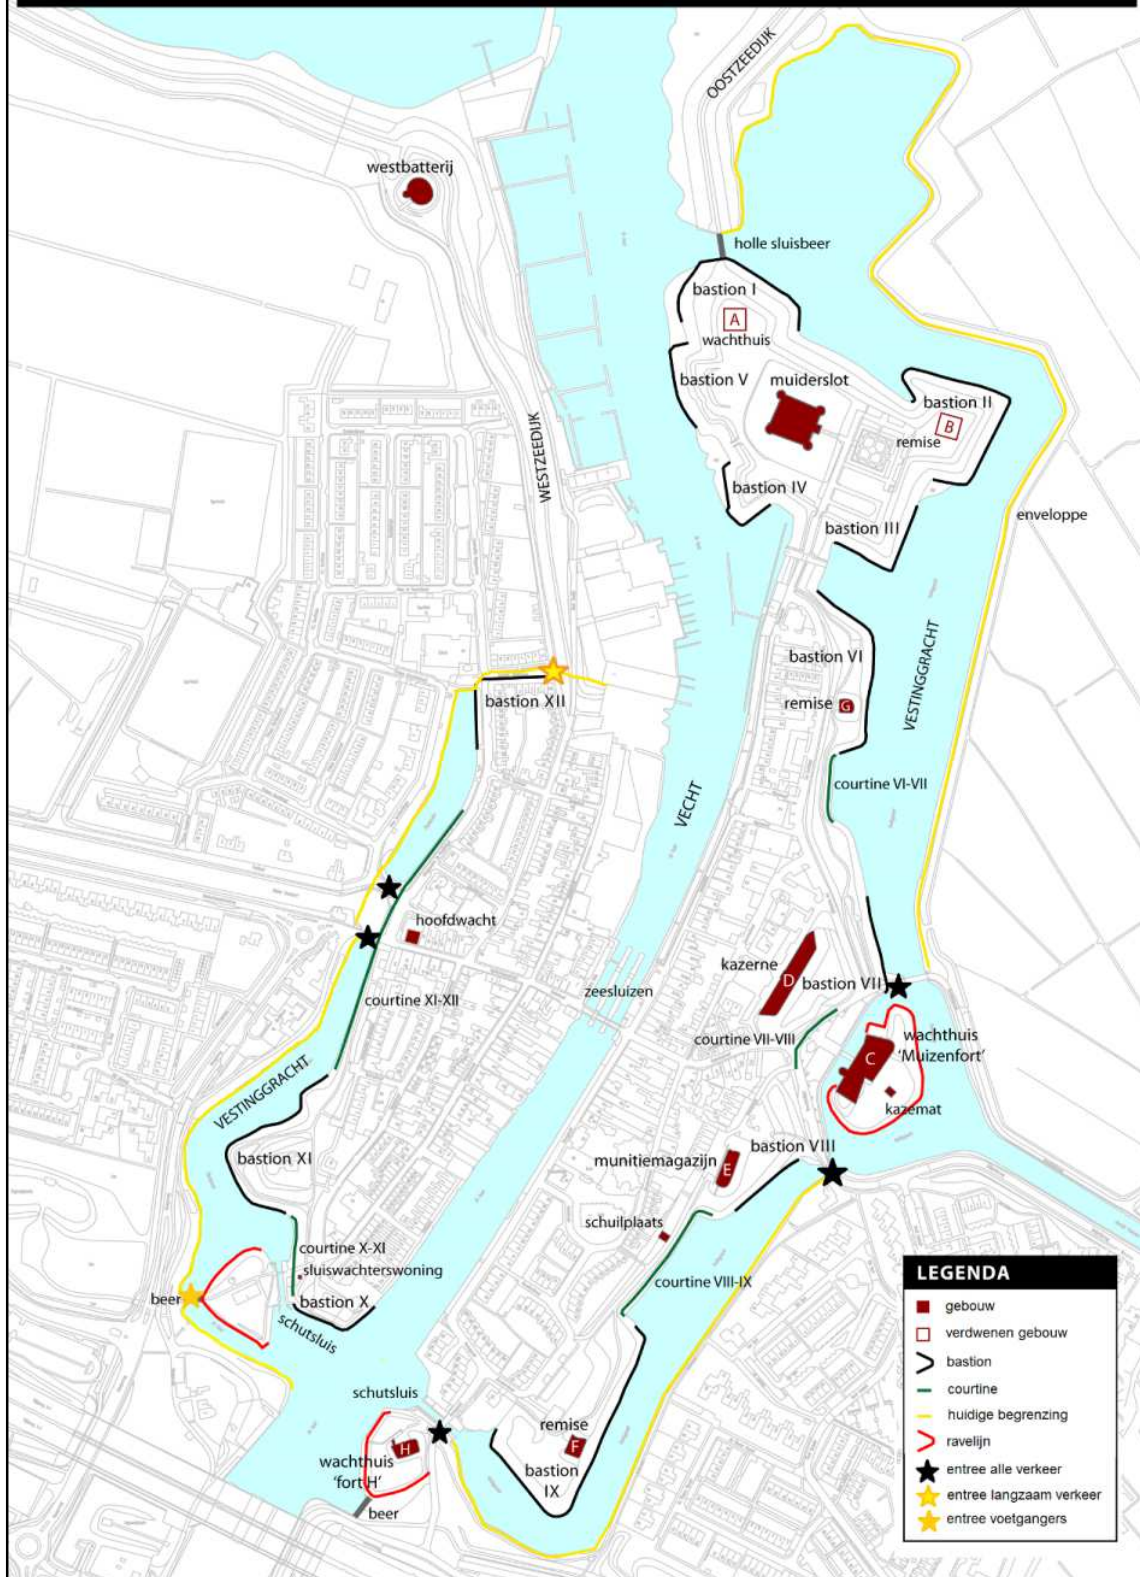 OOSTZEEDIJK
westbatterij
holle sluisbeer
bastion I
A
wachthuis
bastion V
muiderslot
bastion II
B
remise
WESTZEEDIJK
bastion IV
bastion III
enveloppe
bastion VI
VESTINGGRACHT
bastion XII
remise
G
courtine VI-VII
VECHT
hoofdwacht
kazerne
D
bastion VII
zeesluizen
courtine XI-XII
courtine VII-VIII
wachthuis
'Muizenfort'
C
VESTINGGRACHT
kazemat
bastion XI
bastion VIII
munitiemagazijn
E
schuilplaats
courtine X-XI
sluiswachterswoning
courtine VIII-IX
beer
bastion X
schutsluis
schutsluis
remise
F
H
wachthuis
'fort H'
bastion
IX
beer
LEGENDA
gebouw
verdwenen gebouw
bastion
courtine
huidige begrenzing
ravelijn
entree alle verkeer
entree langzaam verkeer
entree voetgangers